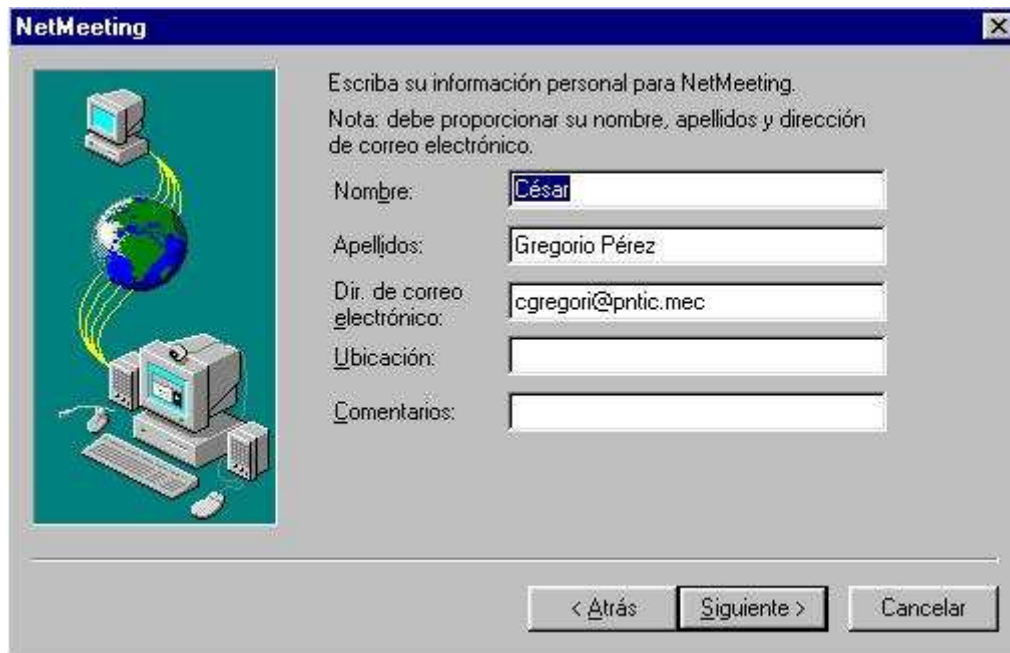 NetMeeting
Escriba su información personal para NetMeeting.
Nota: debe proporcionar su nombre, apellidos y dirección
de correo electrónico.
Nombre:
César
Apellidos:
Gregorio Pérez
Dir. de correo
electrónico:
cgregori@pntic.mec
Ubicación:
Comentarios:
< Atrás
Siguiente >
Cancelar